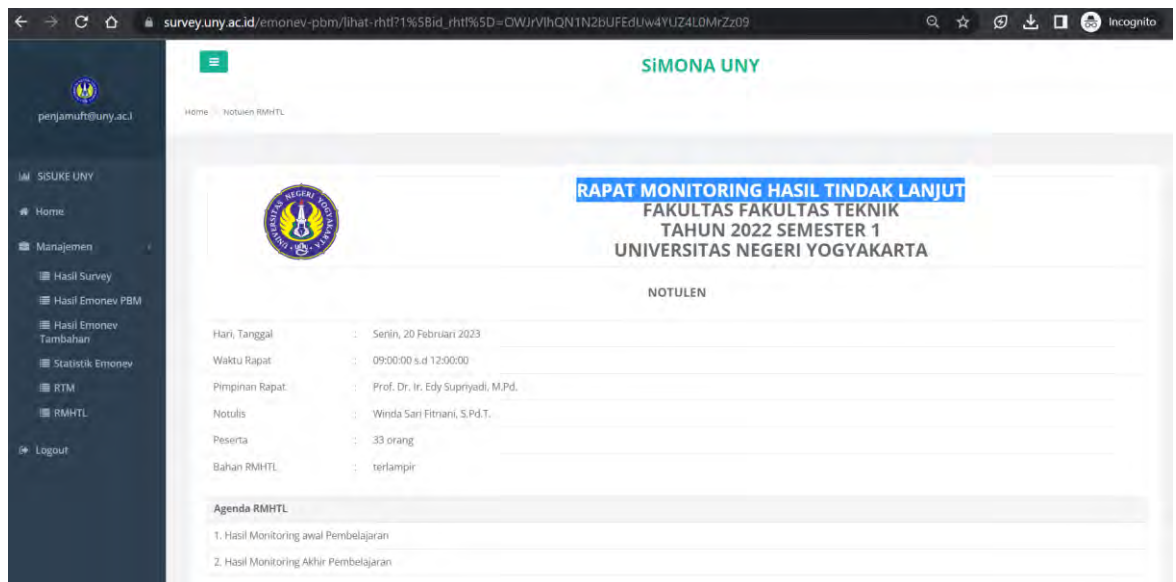 survey.uny.ac.id/emonev-pbm/lihat-rhtl?1%5Bid_rhtl%5D=
Incognito
penjamuft@uny.ac.i
SiSUKE UNY
Home
Manajemen
Hasil Survey
Hasil Emonev PBM
Hasil Emonev
Tambahan
Statistik Emonev
RTM
RMHTL
Logout
SiMONA UNY
Home
Notulen RMHTL
UNIVERSITAS NEGERI YOGYAKARTA
RAPAT MONITORING HASIL TINDAK LANJUT
FAKULTAS FAKULTAS TEKNIK
TAHUN 2022 SEMESTER 1
UNIVERSITAS NEGERI YOGYAKARTA
NOTULEN
Hari, Tanggal : Senin, 20 Februari 2023
Waktu Rapat : 09:00:00 s.d 12:00:00
Pimpinan Rapat : Prof. Dr. Ir. Edy Supriyadi, M.Pd.
Notulis : Winda Sari Fitriani, S.Pd.T.
Peserta : 33 orang
Bahan RMHTL : terlampir
Agenda RMHTL
1. Hasil Monitoring awal Pembelajaran
2. Hasil Monitoring Akhir Pembelajaran